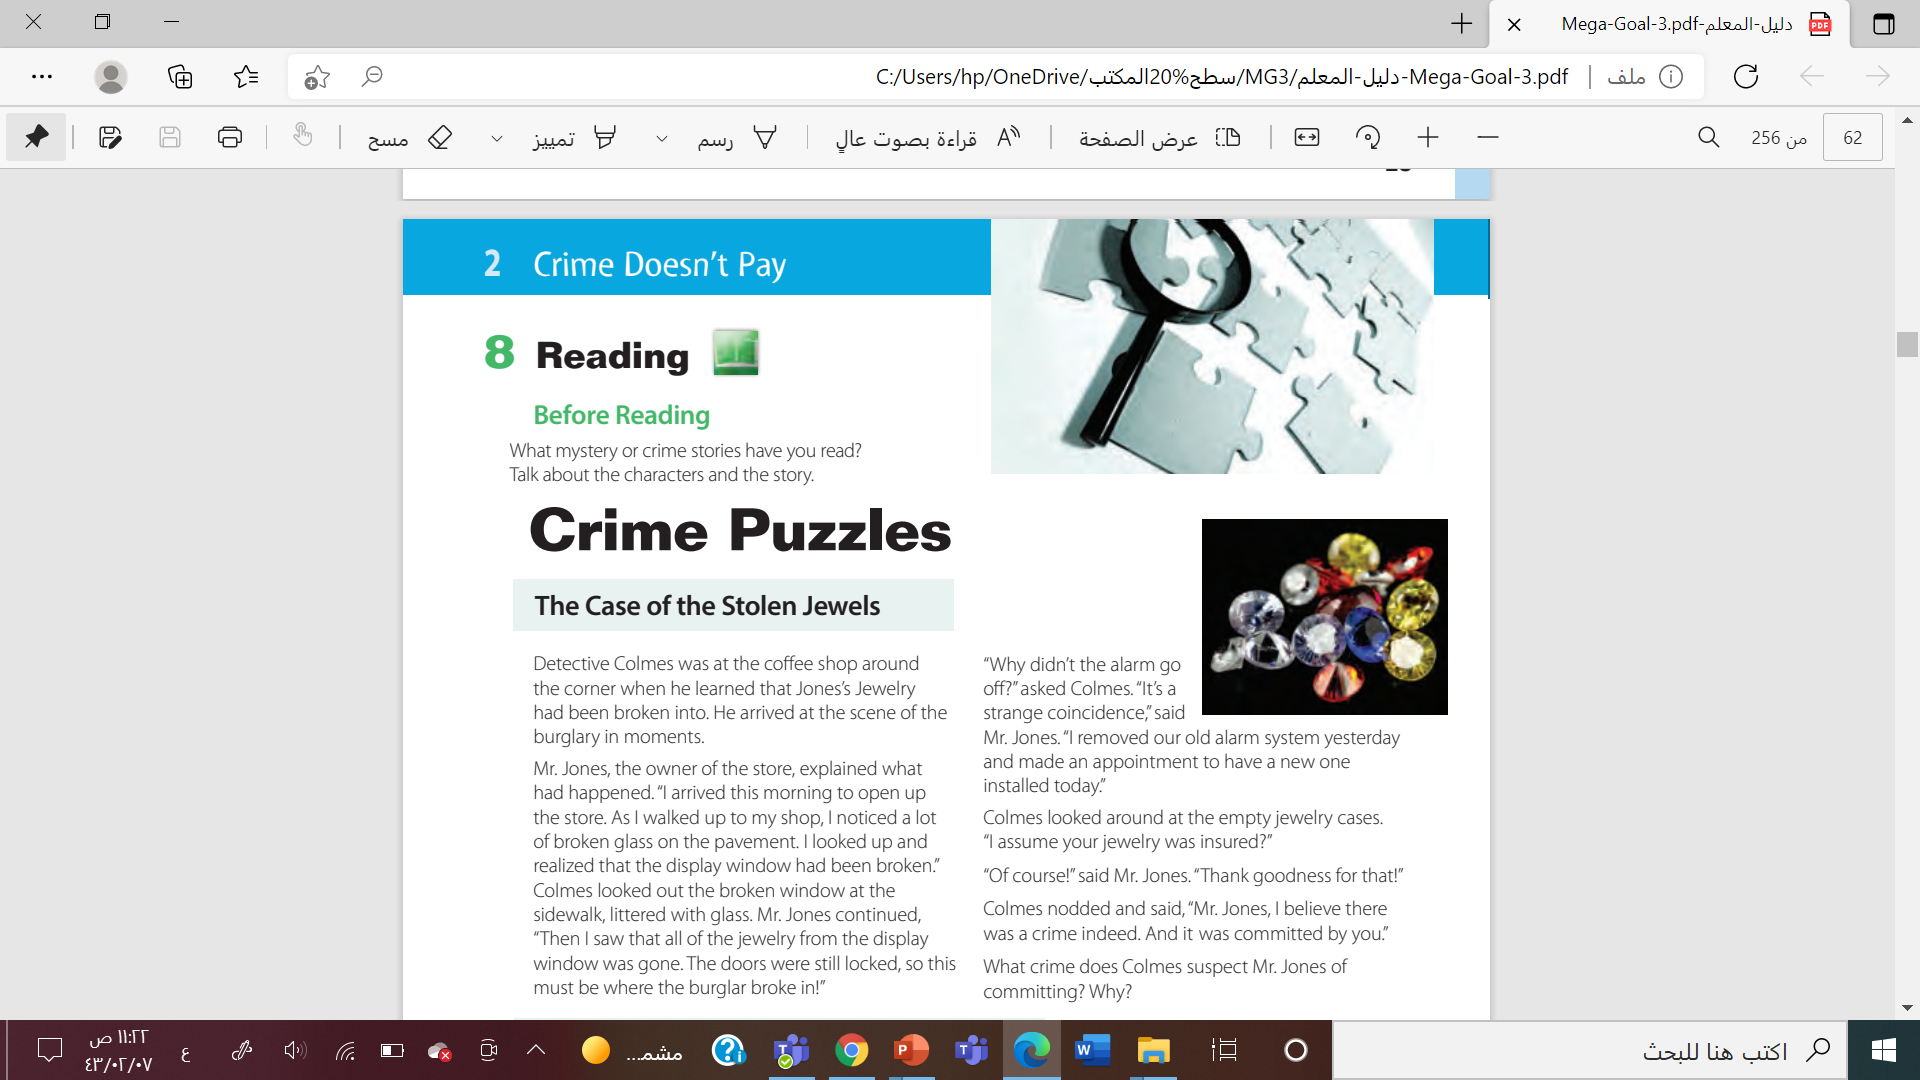 دليل-المعلم-Mega-Goal-3.pdf
C:/Users/hp/OneDrive/سطح%20المكتب/MG3/دليل-المعلم-Mega-Goal-3.pdf
ملف
مسح
تمييز
رسم
قراءة بصوت عالٍ
عرض الصفحة
من 256
62
2 Crime Doesn't Pay
8 Reading
Before Reading
What mystery or crime stories have you read?
Talk about the characters and the story.
Crime Puzzles
The Case of the Stolen Jewels
Detective Colmes was at the coffee shop around
the corner when he learned that Jones's Jewelry
had been broken into. He arrived at the scene of the
burglary in moments.
Mr. Jones, the owner of the store, explained what
had happened. “I arrived this morning to open up
the store. As I walked up to my shop, I noticed a lot
of broken glass on the pavement. I looked up and
realized that the display window had been broken.”
Colmes looked out the broken window at the
sidewalk, littered with glass. Mr. Jones continued,
“Then I saw that all of the jewelry from the display
window was gone. The doors were still locked, so this
must be where the burglar broke in!”
“Why didn't the alarm go
off?” asked Colmes. “It's a
strange coincidence,” said
Mr. Jones. “I removed our old alarm system yesterday
and made an appointment to have a new one
installed today.”
Colmes looked around at the empty jewelry cases.
“I assume your jewelry was insured?”
“Of course!” said Mr. Jones. “Thank goodness for that!”
Colmes nodded and said, “Mr. Jones, I believe there
was a crime indeed. And it was committed by you.”
What crime does Colmes suspect Mr. Jones of
committing? Why?
١١:٢٢ ص
٤٣/٠٢/٠٧
ع
مشم...
اكتب هنا للبحث